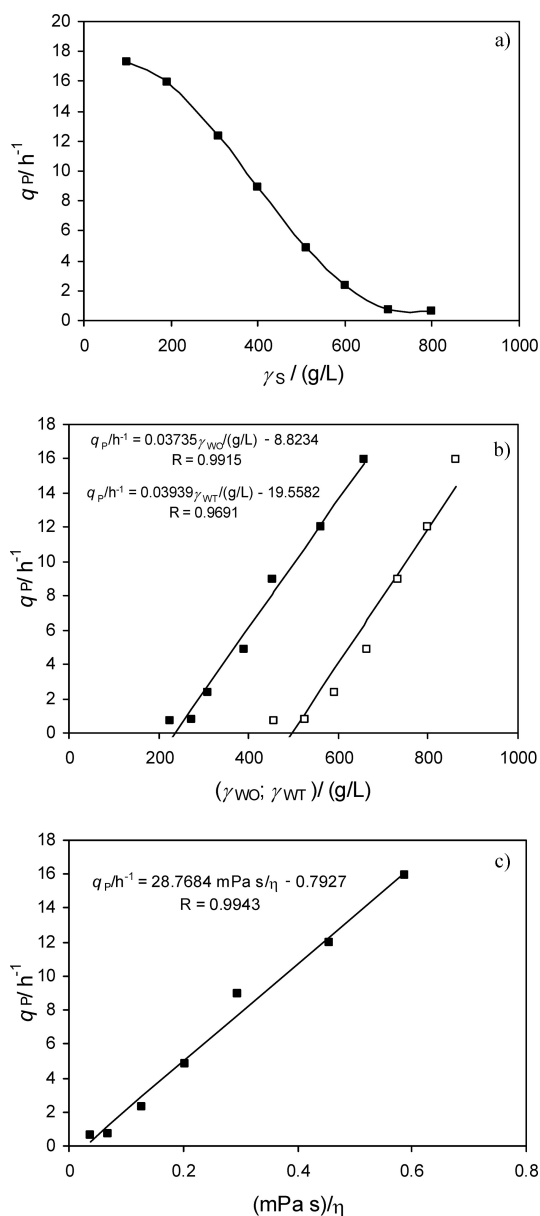 a)
20
18
16
14
12
10
8
6
4
2
0
q P/ h⁻¹
0 200 400 600 800 1000
γS / (g/L)
b)
qP/h⁻¹ = 0.03735γWO/(g/L) - 8.8234
R = 0.9915
qP/h⁻¹ = 0.03939γWT/(g/L) - 19.5582
R = 0.9691
18
16
14
12
10
8
6
4
2
0
q P/ h⁻¹
0 200 400 600 800 1000
(γWO; γWT)/ (g/L)
c)
qP/h⁻¹ = 28.7684 mPa s/η - 0.7927
R = 0.9943
18
16
14
12
10
8
6
4
2
0
q P/ h⁻¹
0 0.2 0.4 0.6 0.8
(mPa s)/η